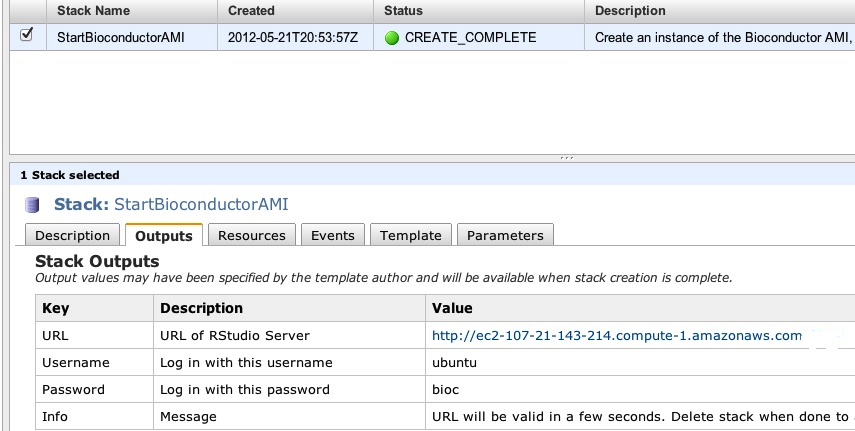 Stack Name Created Status Description
StartBioconductorAMI 2012-05-21T20:53:57Z CREATE_COMPLETE Create an instance of the Bioconductor AMI,
1 Stack selected
Stack: StartBioconductorAMI
Description Outputs Resources Events Template Parameters
Stack Outputs
Output values may have been specified by the template author and will be available when stack creation is complete.
Key Description Value
URL URL of RStudio Server http://ec2-107-21-143-214.compute-1.amazonaws.com
Username Log in with this username ubuntu
Password Log in with this password bioc
Info Message URL will be valid in a few seconds. Delete stack when done to